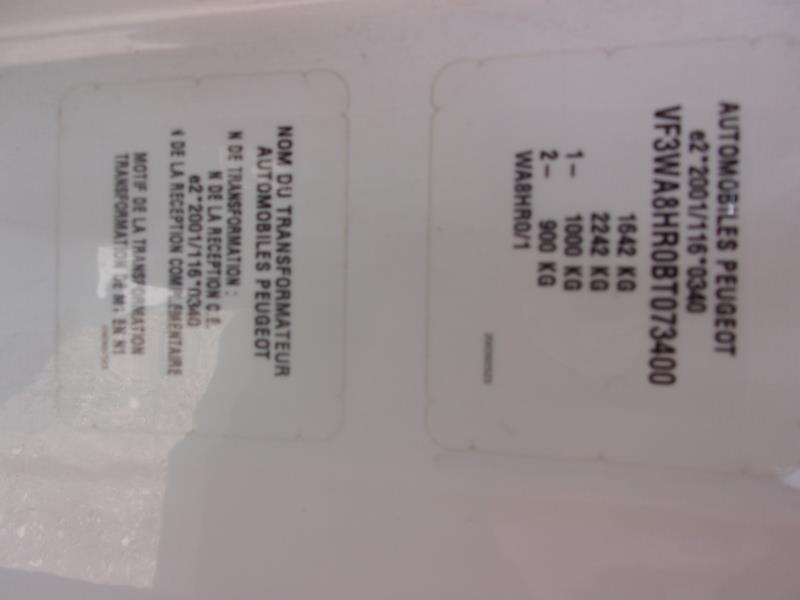 AUTOMOBILES PEUGEOT
e2*2001/116*0340
VF3WA8HR0BT073400
1642 KG
2242 KG
1- 1000 KG
2- 900 KG
WA8HR0/1
NOM DU TRANSFORMATEUR
AUTOMOBILES PEUGEOT
N DE TRANSFORMATION :
N DE LA RECEPTION C.E.
e2*2001/116*0340
N DE LA RECEPTION COMPLEMENTAIRE
MOTIF DE LA TRANSFORMATION
TRANSFORMATION DE M1 EN N1